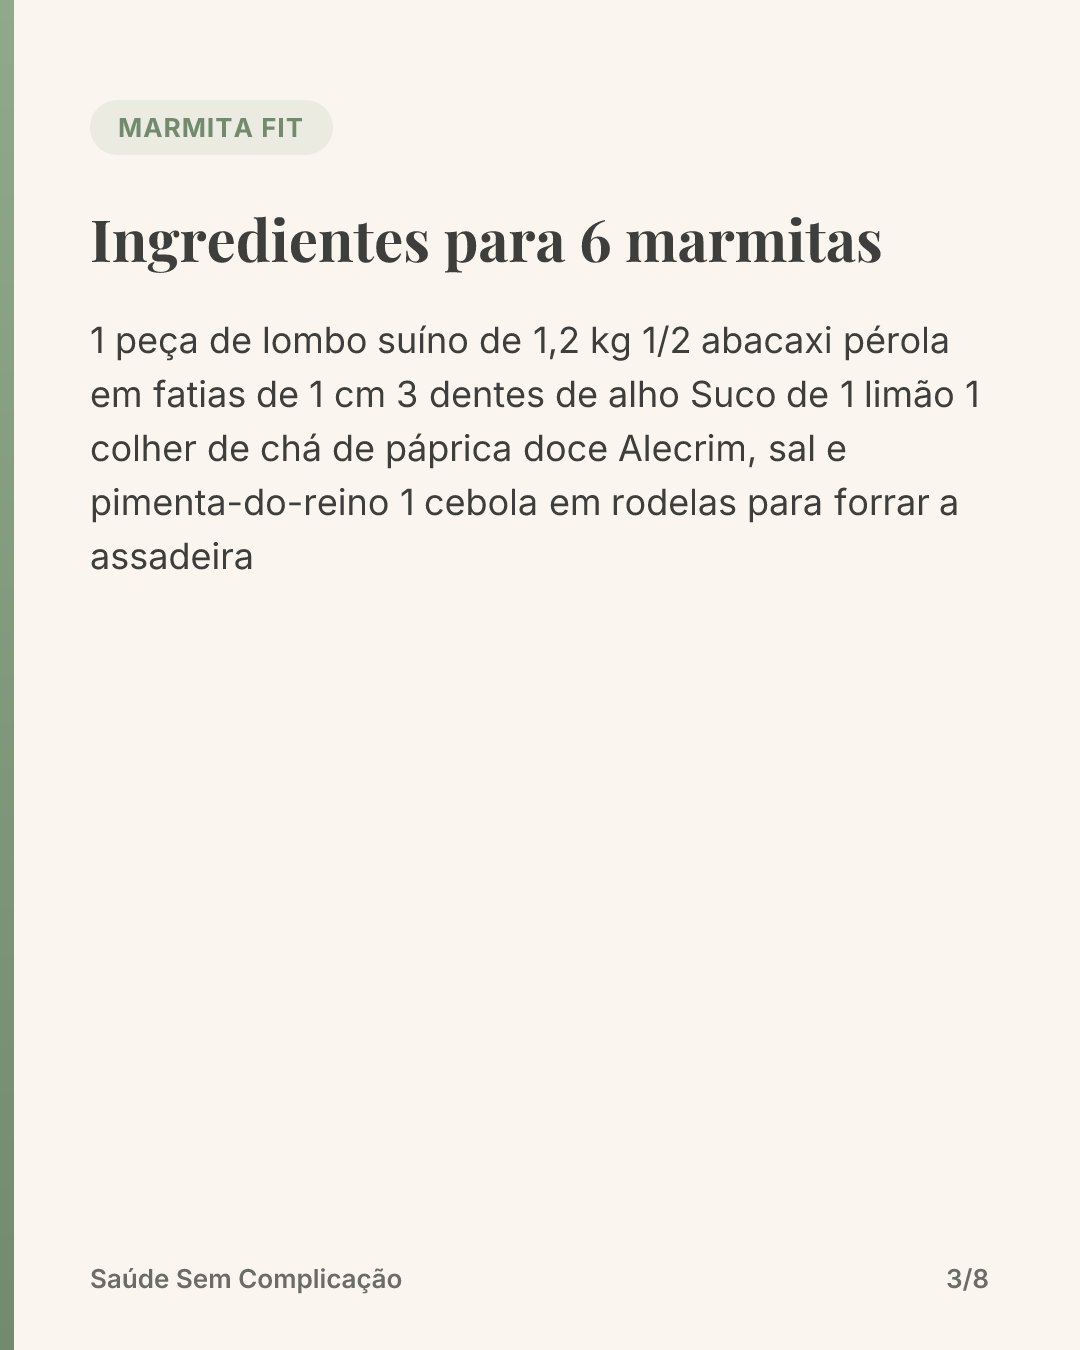 MARMITA FIT
Ingredientes para 6 marmitas
1 peça de lombo suíno de 1,2 kg 1/2 abacaxi pérola
em fatias de 1 cm 3 dentes de alho Suco de 1 limão 1
colher de chá de páprica doce Alecrim, sal e
pimenta-do-reino 1 cebola em rodelas para forrar a
assadeira
Saúde Sem Complicação
3/8